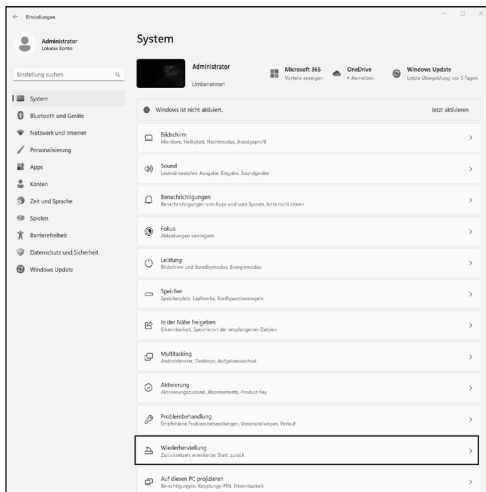 Einstellungen
Administrator
Lokales Konto
Einstellung suchen
System
Bluetooth und Geräte
Netzwerk und Internet
Personalisierung
Apps
Konten
Zeit und Sprache
Spielen
Barrierefreiheit
Datenschutz und Sicherheit
Windows Update
System
Administrator
Umbenennen
Microsoft 365
Vorteile anzeigen
OneDrive
• Anmelden
Windows Update
Letzte Überprüfung: vor 5 Tagen
Windows ist nicht aktiviert.
Jetzt aktivieren
Bildschirm
Monitore, Helligkeit, Nachtmodus, Anzeigeprofil
Sound
Lautstärkestufen, Ausgabe, Eingabe, Soundgeräte
Benachrichtigungen
Benachrichtigungen von Apps und vom System, bitte nicht stören
Fokus
Ablenkungen verringern
Leistung
Bildschirm und Standbymodus, Energiemodus
Speicher
Speicherplatz, Laufwerke, Konfigurationsregeln
In der Nähe freigeben
Erkennbarkeit, Speicherort der empfangenen Dateien
Multitasking
Andockfenster, Desktops, Aufgabenwechsel
Aktivierung
Aktivierungszustand, Abonnements, Product Key
Problembehandlung
Empfohlene Problembehandlungen, Voreinstellungen, Verlauf
Wiederherstellung
Zurücksetzen, erweiterter Start, zurück
Auf diesen PC projizieren
Berechtigungen, Kopplungs-PIN, Erkennbarkeit